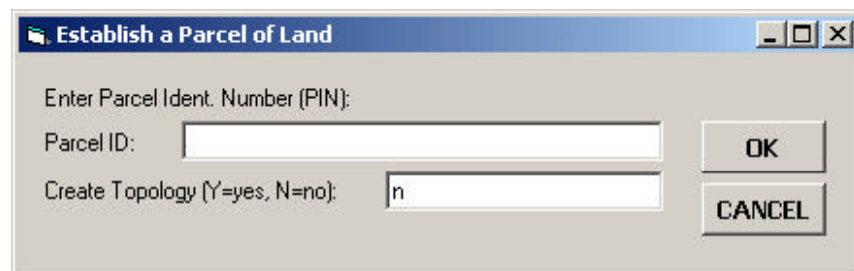 Establish a Parcel of Land
Enter Parcel Ident. Number (PIN):
Parcel ID:
OK
Create Topology (Y=yes, N=no): n
CANCEL